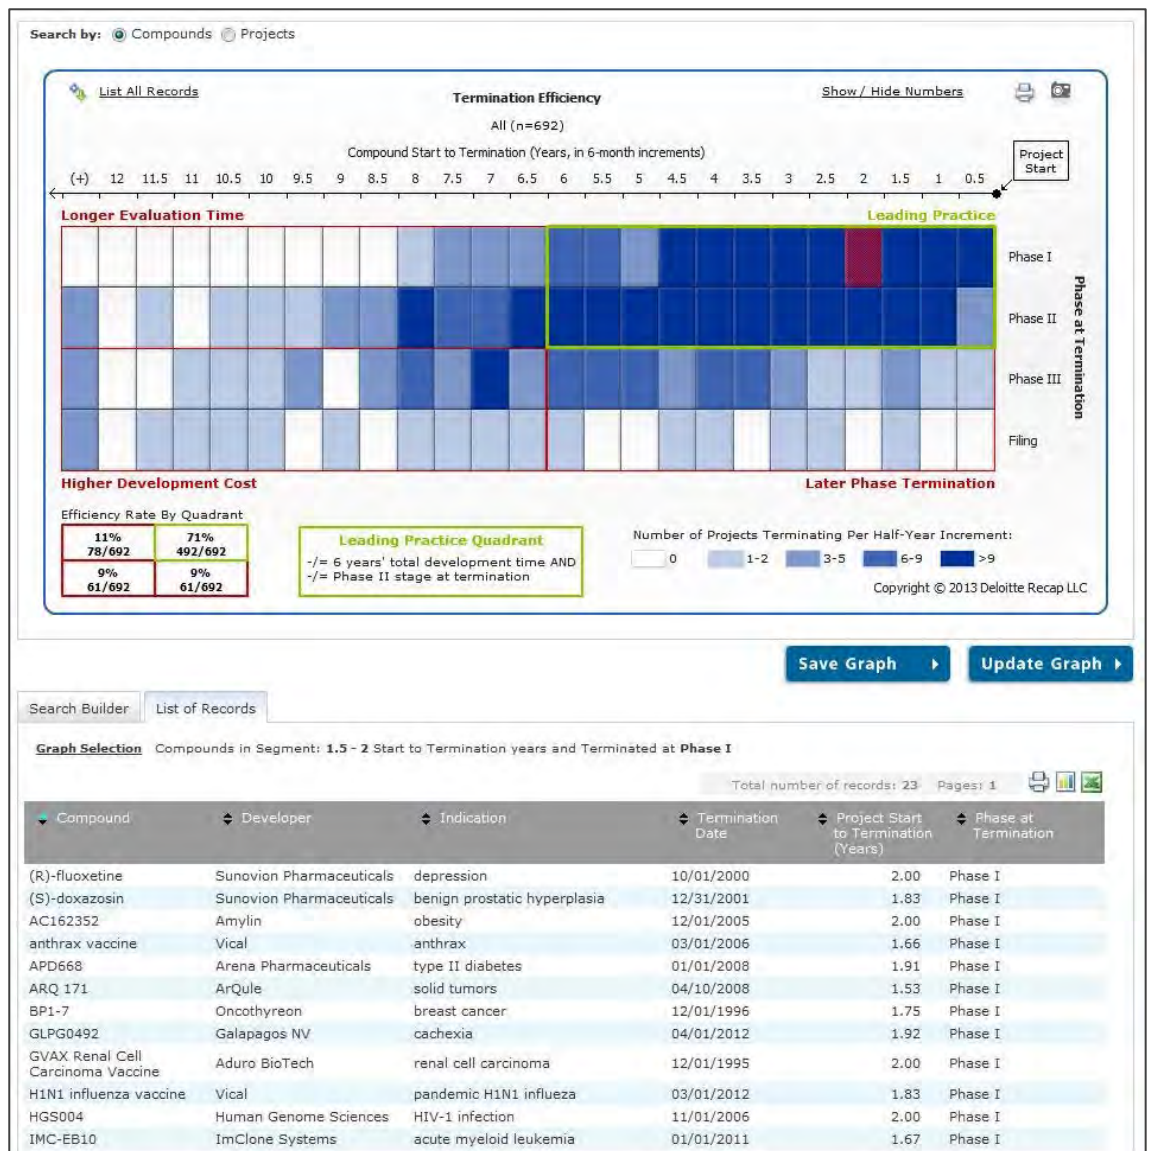 Search by: Compounds Projects
List All Records Termination Efficiency Show / Hide Numbers
All (n=692)
Compound Start to Termination (Years, in 6-month increments)
Project Start
(+) 12 11.5 11 10.5 10 9.5 9 8.5 8 7.5 7 6.5 6 5.5 5 4.5 4 3.5 3 2.5 2 1.5 1 0.5
Longer Evaluation Time Leading Practice
Phase I
Phase II
Phase III
Filing
Phase at Termination
Higher Development Cost Later Phase Termination
Efficiency Rate By Quadrant
11% 71%
78/692 492/692
9% 9%
61/692 61/692
Leading Practice Quadrant
-/= 6 years' total development time AND
-/= Phase II stage at termination
Number of Projects Terminating Per Half-Year Increment:
0 1-2 3-5 6-9 >9
Copyright © 2013 Deloitte Recap LLC
Save Graph Update Graph
Search Builder List of Records
Graph Selection Compounds in Segment: 1.5 - 2 Start to Termination years and Terminated at Phase I
Total number of records: 23 Pages: 1
Compound Developer Indication Termination Date Project Start to Termination (Years) Phase at Termination
(R)-fluoxetine Sunovion Pharmaceuticals depression 10/01/2000 2.00 Phase I
(S)-doxazosin Sunovion Pharmaceuticals benign prostatic hyperplasia 12/31/2001 1.83 Phase I
AC162352 Amylin obesity 12/01/2005 2.00 Phase I
anthrax vaccine Vical anthrax 03/01/2006 1.66 Phase I
APD668 Arena Pharmaceuticals type II diabetes 01/01/2008 1.91 Phase I
ARQ 171 ArQule solid tumors 04/10/2008 1.53 Phase I
BP1-7 Oncothyreon breast cancer 12/01/1996 1.75 Phase I
GLPG0492 Galapagos NV cachexia 04/01/2012 1.92 Phase I
GVAX Renal Cell Carcinoma Vaccine Aduro BioTech renal cell carcinoma 12/01/1995 2.00 Phase I
H1N1 influenza vaccine Vical pandemic H1N1 influeza 03/01/2012 1.83 Phase I
HGS004 Human Genome Sciences HIV-1 infection 11/01/2006 2.00 Phase I
IMC-EB10 ImClone Systems acute myeloid leukemia 01/01/2011 1.67 Phase I